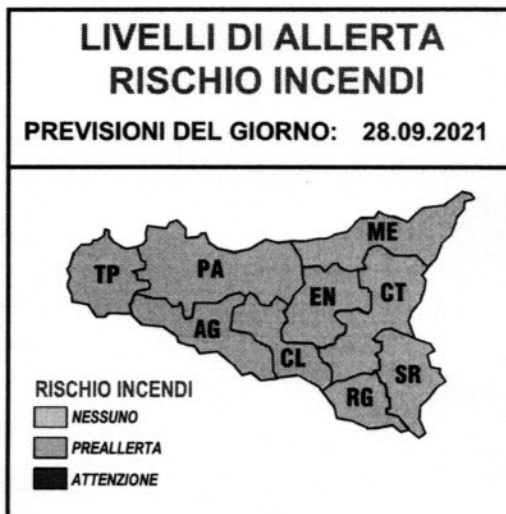 LIVELLI DI ALLERTA
RISCHIO INCENDI
PREVISIONI DEL GIORNO: 28.09.2021
ME
TP
PA
CT
EN
AG
CL
SR
RG
RISCHIO INCENDI
NESSUNO
PREALLERTA
ATTENZIONE